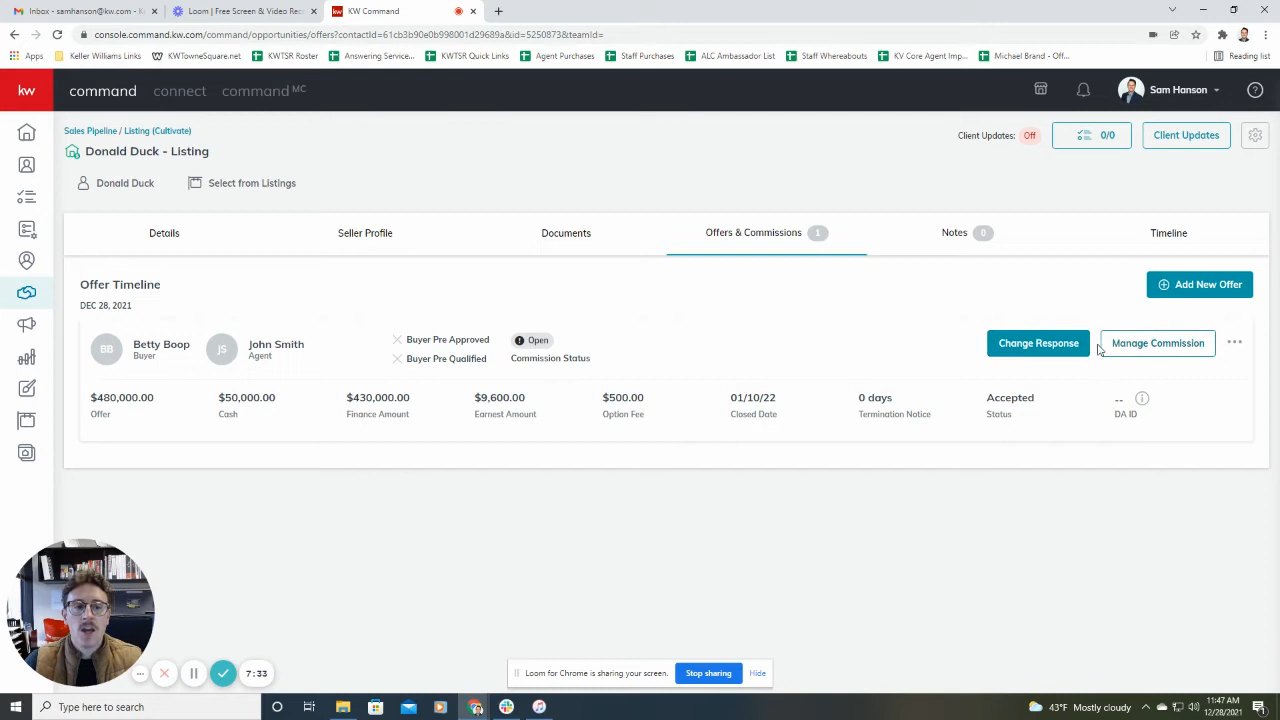 Inbox - samhanson@kw.com - Ke
Loom | Free Screen & Video Rec
KW Command
console.command.kw.com/command/opportunities/offers?contactId=61cb3b90e0b998001d29689a&id=5250873&teamId=
Apps
Keller Williams Links
KWTowneSquare.net
KWTSR Roster
Answering Service...
KWTSR Quick Links
Agent Purchases
Staff Purchases
ALC Ambassador List
Staff Whereabouts
KV Core Agent Imp...
Michael Brand - Off...
Reading list
kw
command
connect
command MC
Sam Hanson
Sales Pipeline / Listing (Cultivate)
Donald Duck - Listing
Client Updates: Off
0/0
Client Updates
Donald Duck
Select from Listings
Details
Seller Profile
Documents
Offers & Commissions 1
Notes 0
Timeline
Offer Timeline
Add New Offer
DEC 28, 2021
BB
Betty Boop
Buyer
JS
John Smith
Agent
Buyer Pre Approved
Buyer Pre Qualified
Open
Commission Status
Change Response
Manage Commission
$480,000.00
Offer
$50,000.00
Cash
$430,000.00
Finance Amount
$9,600.00
Earnest Amount
$500.00
Option Fee
01/10/22
Closed Date
0 days
Termination Notice
Accepted
Status
--
DA ID
7:33
Loom for Chrome is sharing your screen.
Stop sharing
Hide
Type here to search
43°F Mostly cloudy
11:47 AM
12/28/2021
1